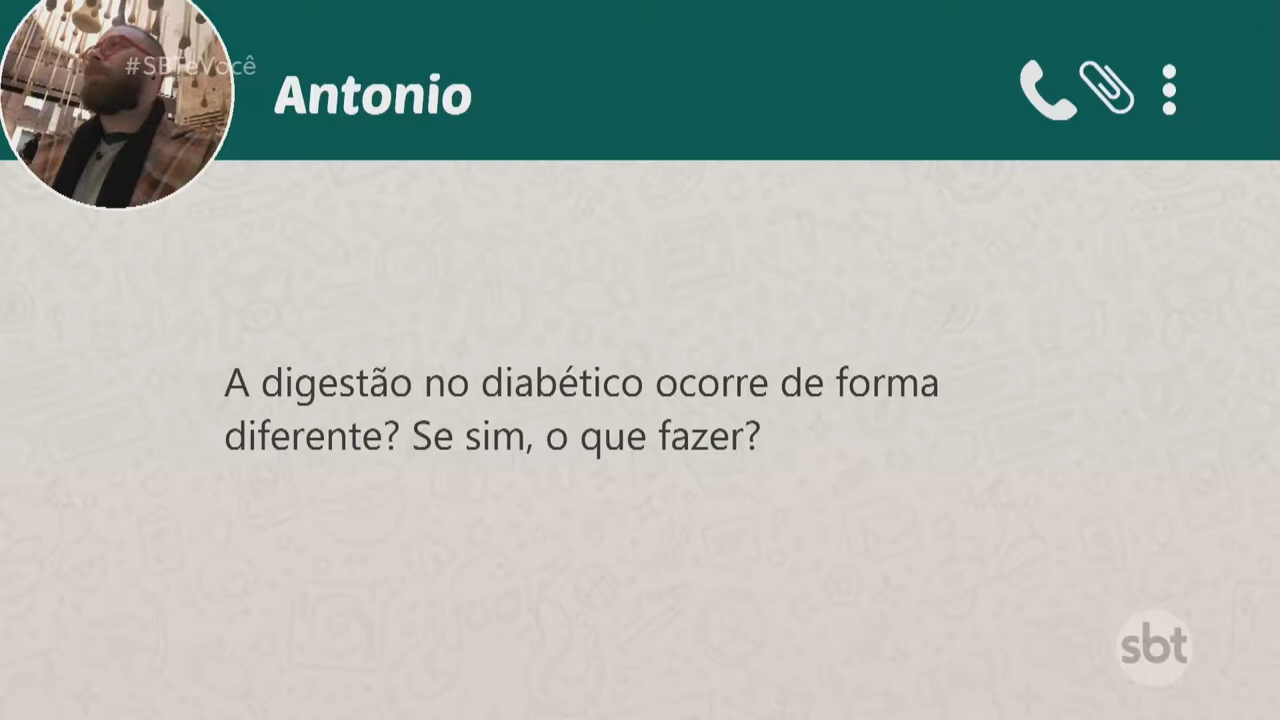 #SBTeVocê
Antonio
A digestão no diabético ocorre de forma
diferente? Se sim, o que fazer?
sbt